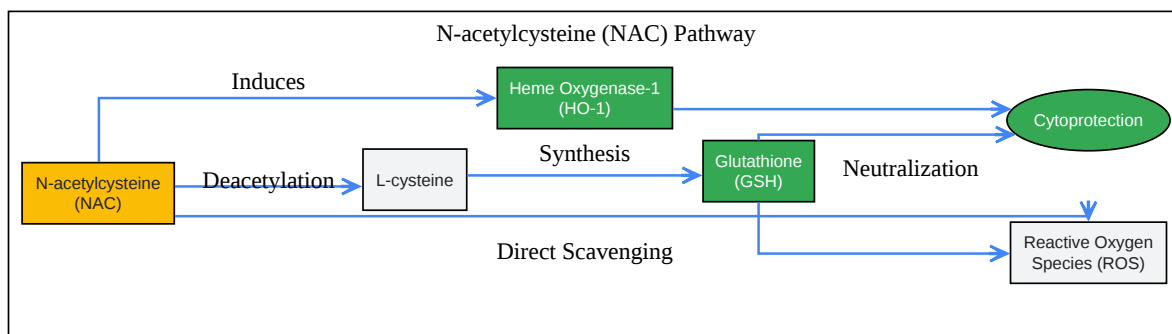 N-acetylcysteine (NAC) Pathway
Induces
Heme Oxygenase-1
(HO-1)
Cytoprotection
N-acetylcysteine
(NAC)
Deacetylation
L-cysteine
Synthesis
Glutathione
(GSH)
Neutralization
Direct Scavenging
Reactive Oxygen
Species (ROS)